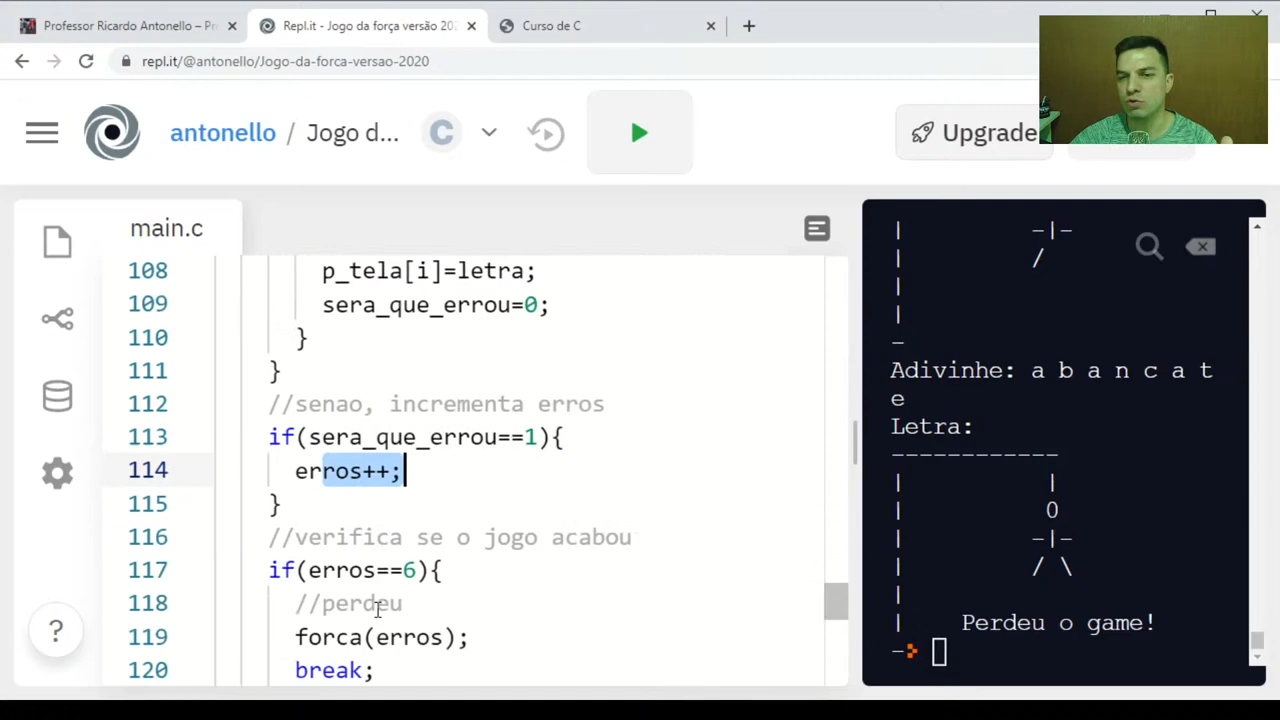 Professor Ricardo Antonello – Pr
Repl.it - Jogo da força versão 202
Curso de C
repl.it/@antonello/Jogo-da-forca-versao-2020
antonello / Jogo d...
C
Upgrade
main.c
108 p_tela[i]=letra;
109 sera_que_errou=0;
110 }
111 }
112 //senao, incrementa erros
113 if(sera_que_errou==1){
114 erros++;
115 }
116 //verifica se o jogo acabou
117 if(erros==6){
118 //perdeu
119 forca(erros);
120 break;
?
| -|-
| /
|
|
-
Adivinhe: a b a n c a t
e
Letra:
------------
| |
| 0
| -|-
| / \
|
| Perdeu o game!
-